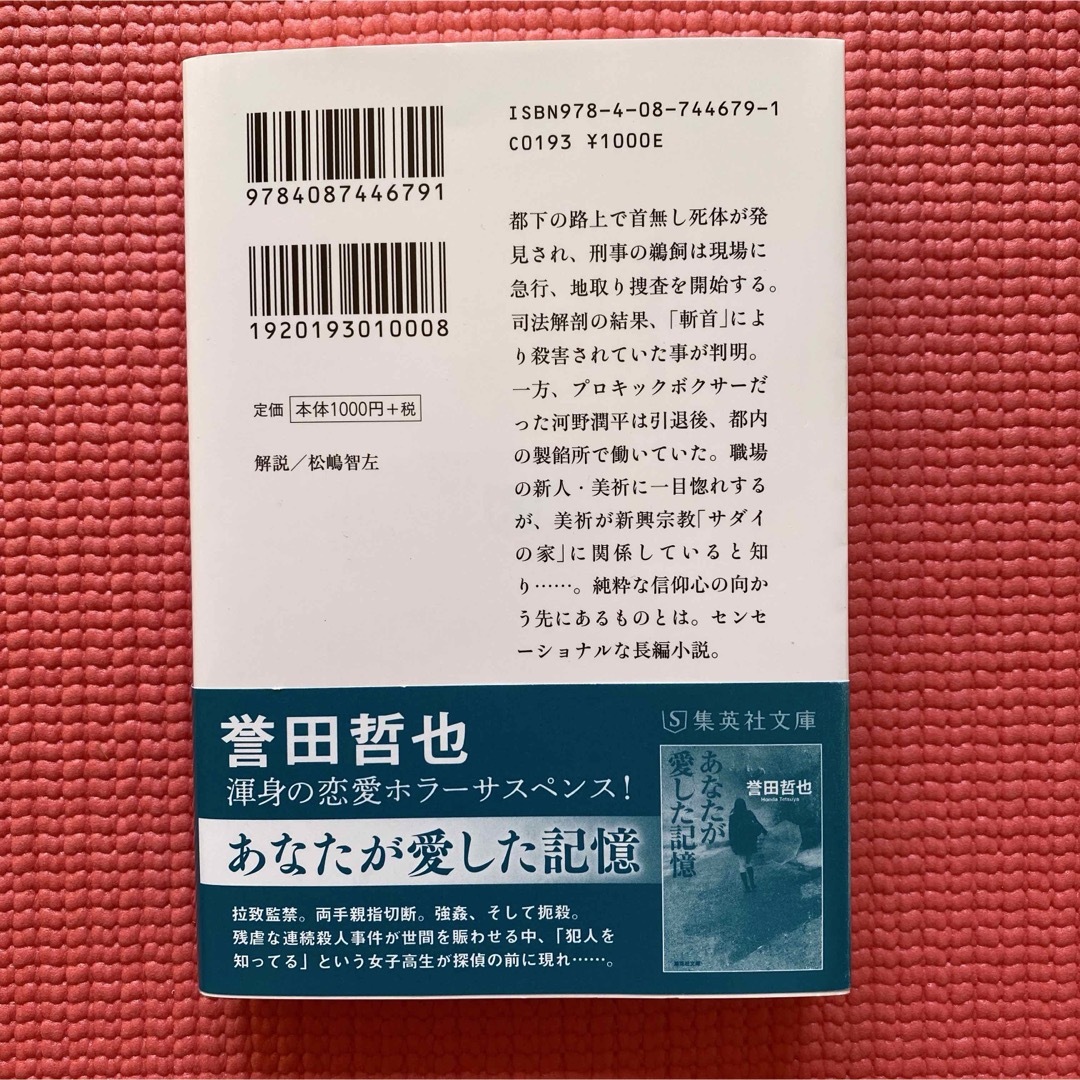 9784087446791
1920193010008
定価 本体1000円+税
解説／松嶋智左
ISBN978-4-08-744679-1
C0193 ¥1000E
都下の路上で首無し死体が発
見され、刑事の鵜飼は現場に
急行、地取り捜査を開始する。
司法解剖の結果、「斬首」によ
り殺害されていた事が判明。
一方、プロキックボクサーだ
った河野潤平は引退後、都内
の製餡所で働いていた。職場
の新人・美祈に一目惚れする
が、美祈が新興宗教「サダイ
の家」に関係していると知
り……。純粋な信仰心の向か
う先にあるものとは。センセ
ーショナルな長編小説。
誉田哲也
渾身の恋愛ホラーサスペンス！
あなたが愛した記憶
拉致監禁。両手親指切断。強姦、そして扼殺。
残虐な連続殺人事件が世間を賑わせる中、「犯人を
知ってる」という女子高生が探偵の前に現れ……。
S 集英社文庫
あなたが
愛した記憶
誉田哲也
Honda Tetsuya
集英社文庫